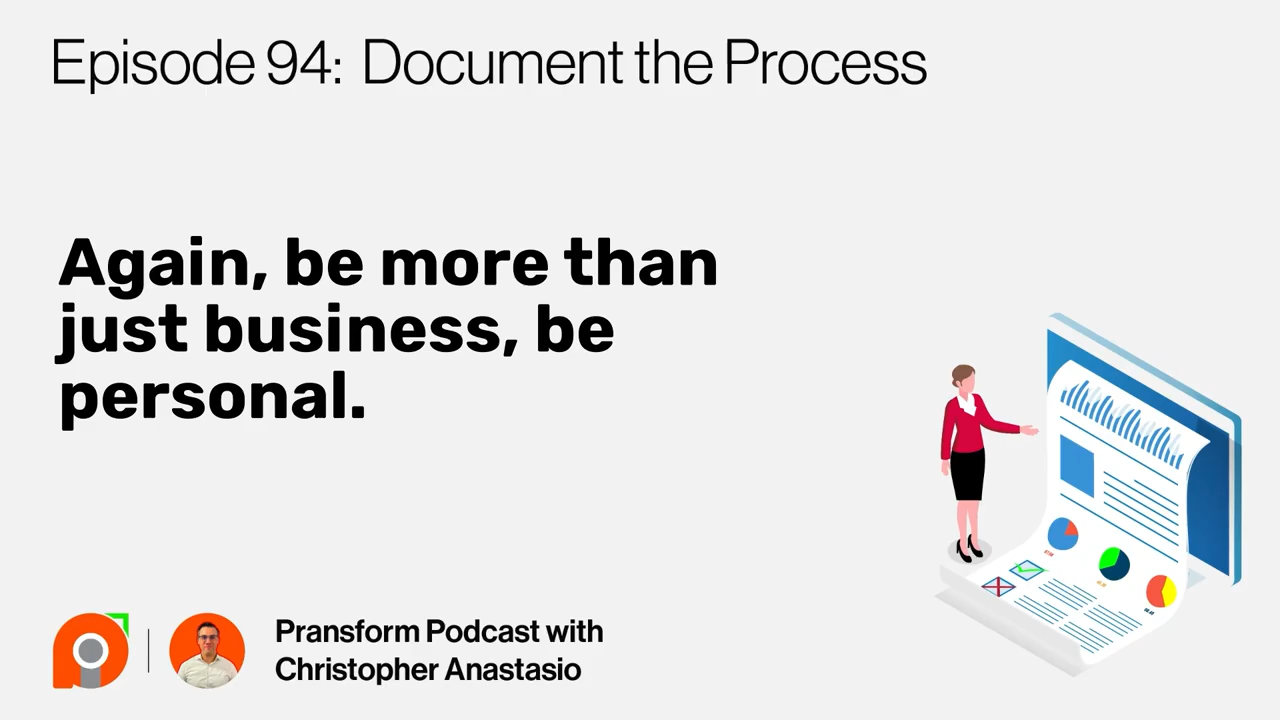 Episode 94: Document the Process
Again, be more than
just business, be
personal.
Pransform Podcast with
Christopher Anastasio